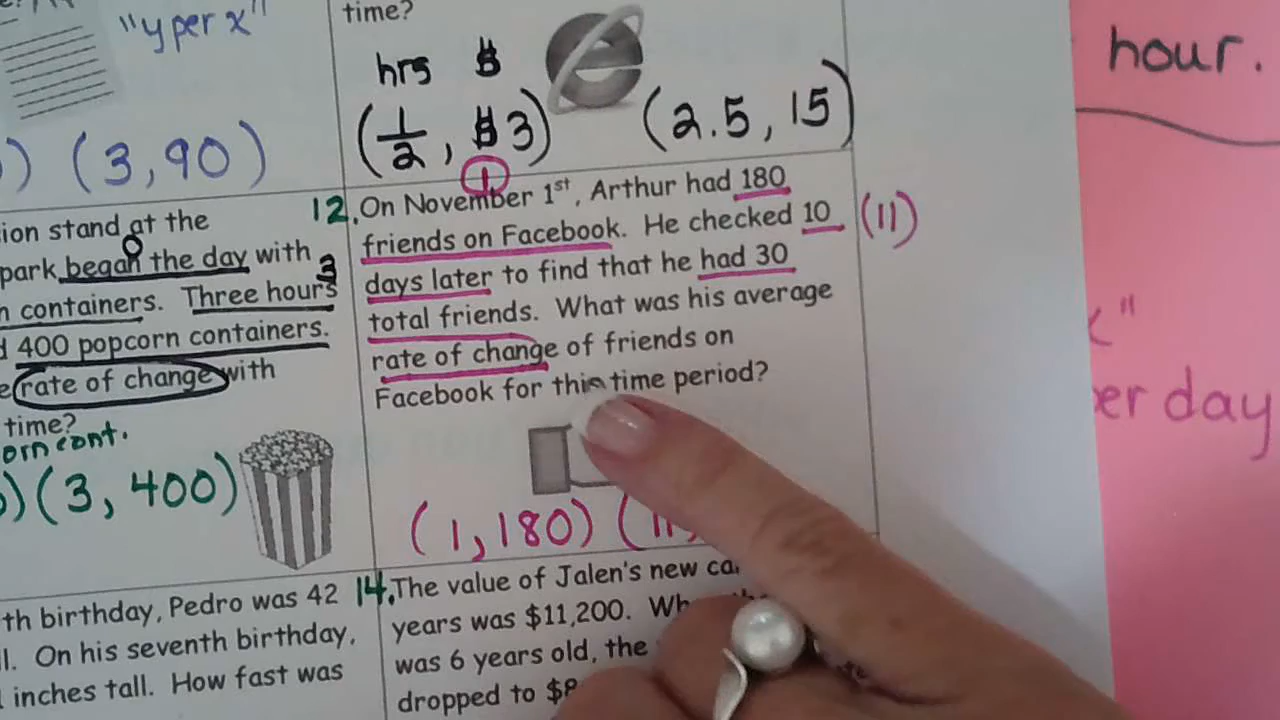 "y per x"
(3,90)
time?
hrs $
(1/2, $3)
(2.5, 15)
hour.
ion stand at the
0
park began the day with
containers. Three hours
3
400 popcorn containers.
rate of change with
time?
cont.
(3, 400)
1
12. On November 1st, Arthur had 180
friends on Facebook. He checked 10
(11)
days later to find that he had 30
total friends. What was his average
rate of change of friends on
Facebook for this time period?
(1,180) (11,
per day
th birthday, Pedro was 42
On his seventh birthday,
inches tall. How fast was
14. The value of Jalen's new
years was $11,200.
was 6 years old, the
dropped to $8